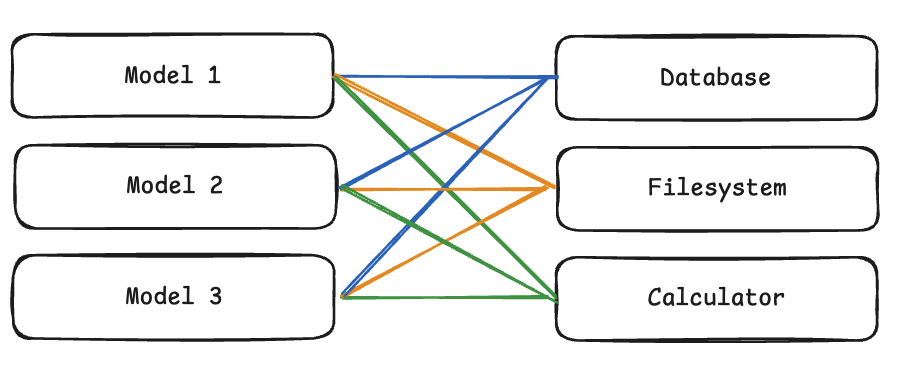 Model 1
Database
Model 2
Filesystem
Model 3
Calculator